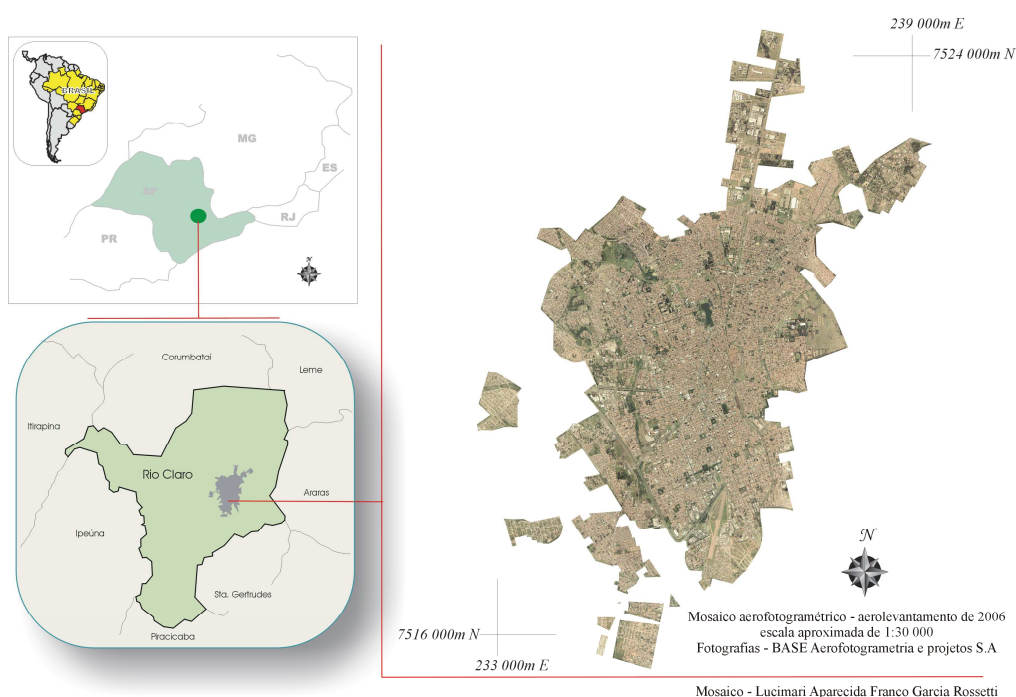 239 000m E
7524 000m N
BRASIL
MG
ES
SP
RJ
PR
N
Corumbataí
Leme
Itirapina
Rio Claro
Araras
Ipeúna
Sta. Gertrudes
Piracicaba
N
7516 000m N
233 000m E
Mosaico aerofotogramétrico - aerolevantamento de 2006
escala aproximada de 1:30 000
Fotografias - BASE Aerofotogrametria e projetos S.A
Mosaico - Lucimari Aparecida Franco Garcia Rossetti